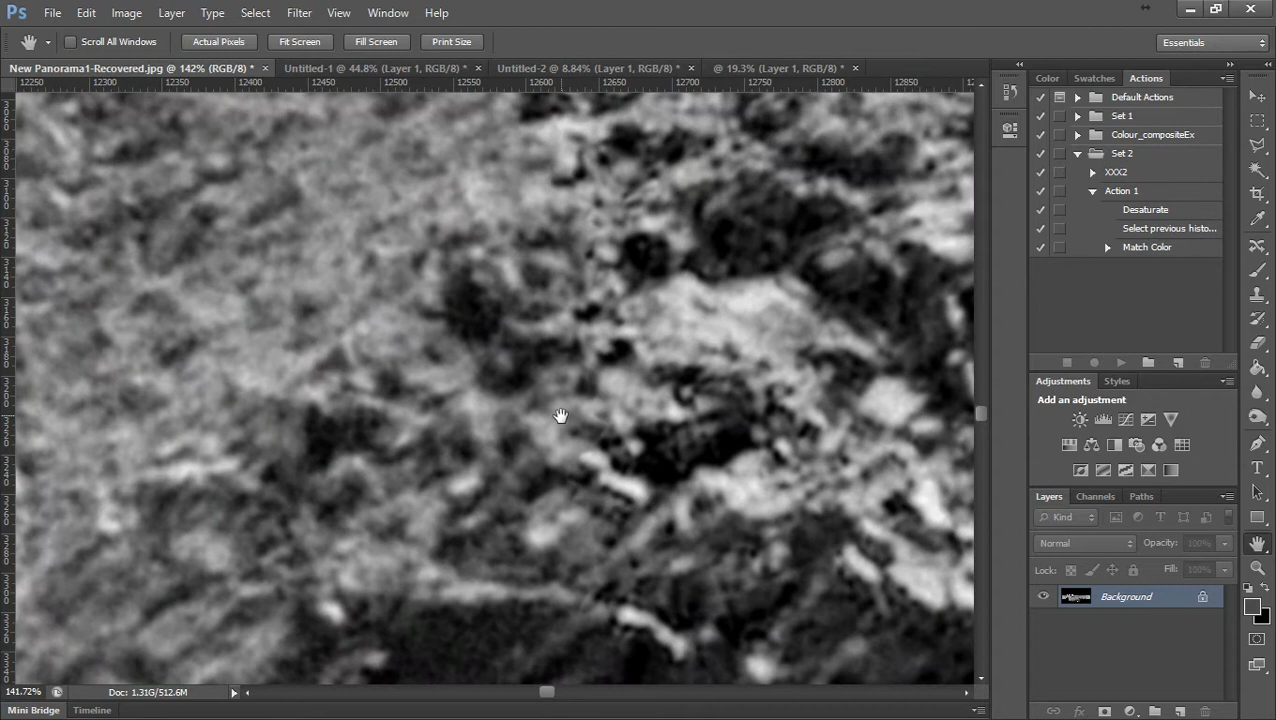 Ps File Edit Image Layer Type Select Filter View Window Help
Scroll All Windows Actual Pixels Fit Screen Fill Screen Print Size Essentials
New Panorama1-Recovered.jpg @ 142% (RGB/8) * × Untitled-1 @ 44.8% (Layer 1, RGB/8) * × Untitled-2 @ 8.84% (Layer 1, RGB/8) * × @ 19.3% (Layer 1, RGB/8) * ×
12250 12300 12350 12400 12450 12500 12550 12600 12650 12700 12750 12800 12850 12900
Color Swatches Actions
Default Actions
Set 1
Colour_compositeEx
Set 2
XXX2
Action 1
Desaturate
Select previous histo...
Match Color
Adjustments Styles
Add an adjustment
Layers Channels Paths
Kind
Normal Opacity: 100%
Lock: Fill: 100%
Background
141.72% Doc: 1.31G/512.6M
Mini Bridge Timeline